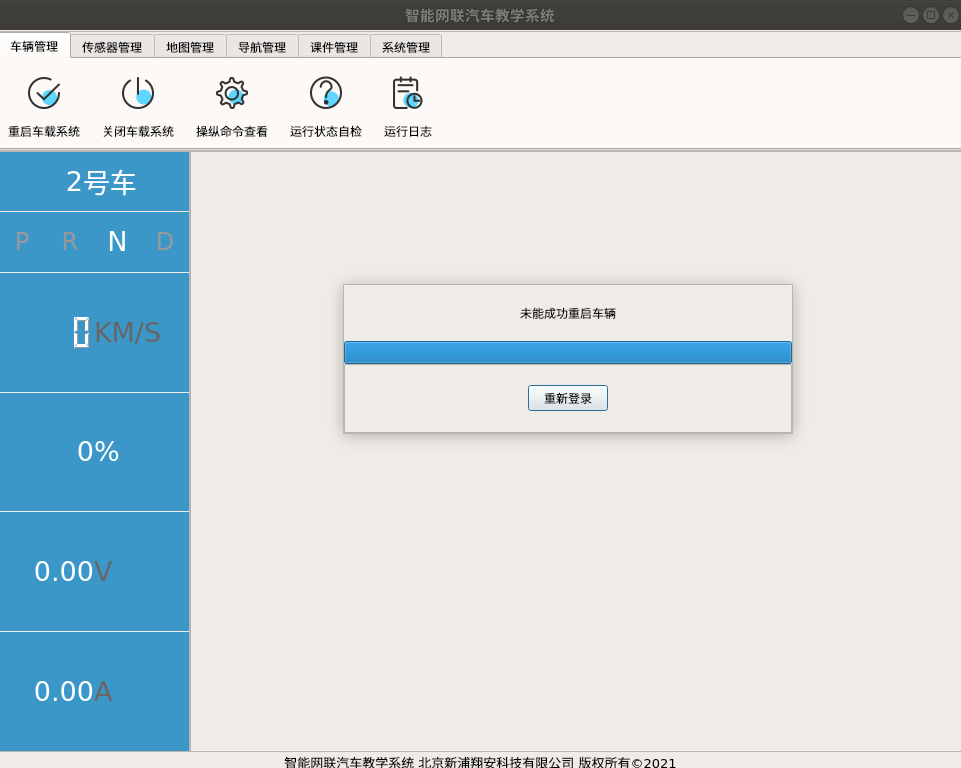 智能网联汽车教学系统
车辆管理 传感器管理 地图管理 导航管理 课件管理 系统管理
重启车载系统 关闭车载系统 操纵命令查看 运行状态自检 运行日志
2号车
P R N D
0 KM/S
0%
0.00V
0.00A
未能成功重启车辆
重新登录
智能网联汽车教学系统 北京新浦翔安科技有限公司 版权所有©2021